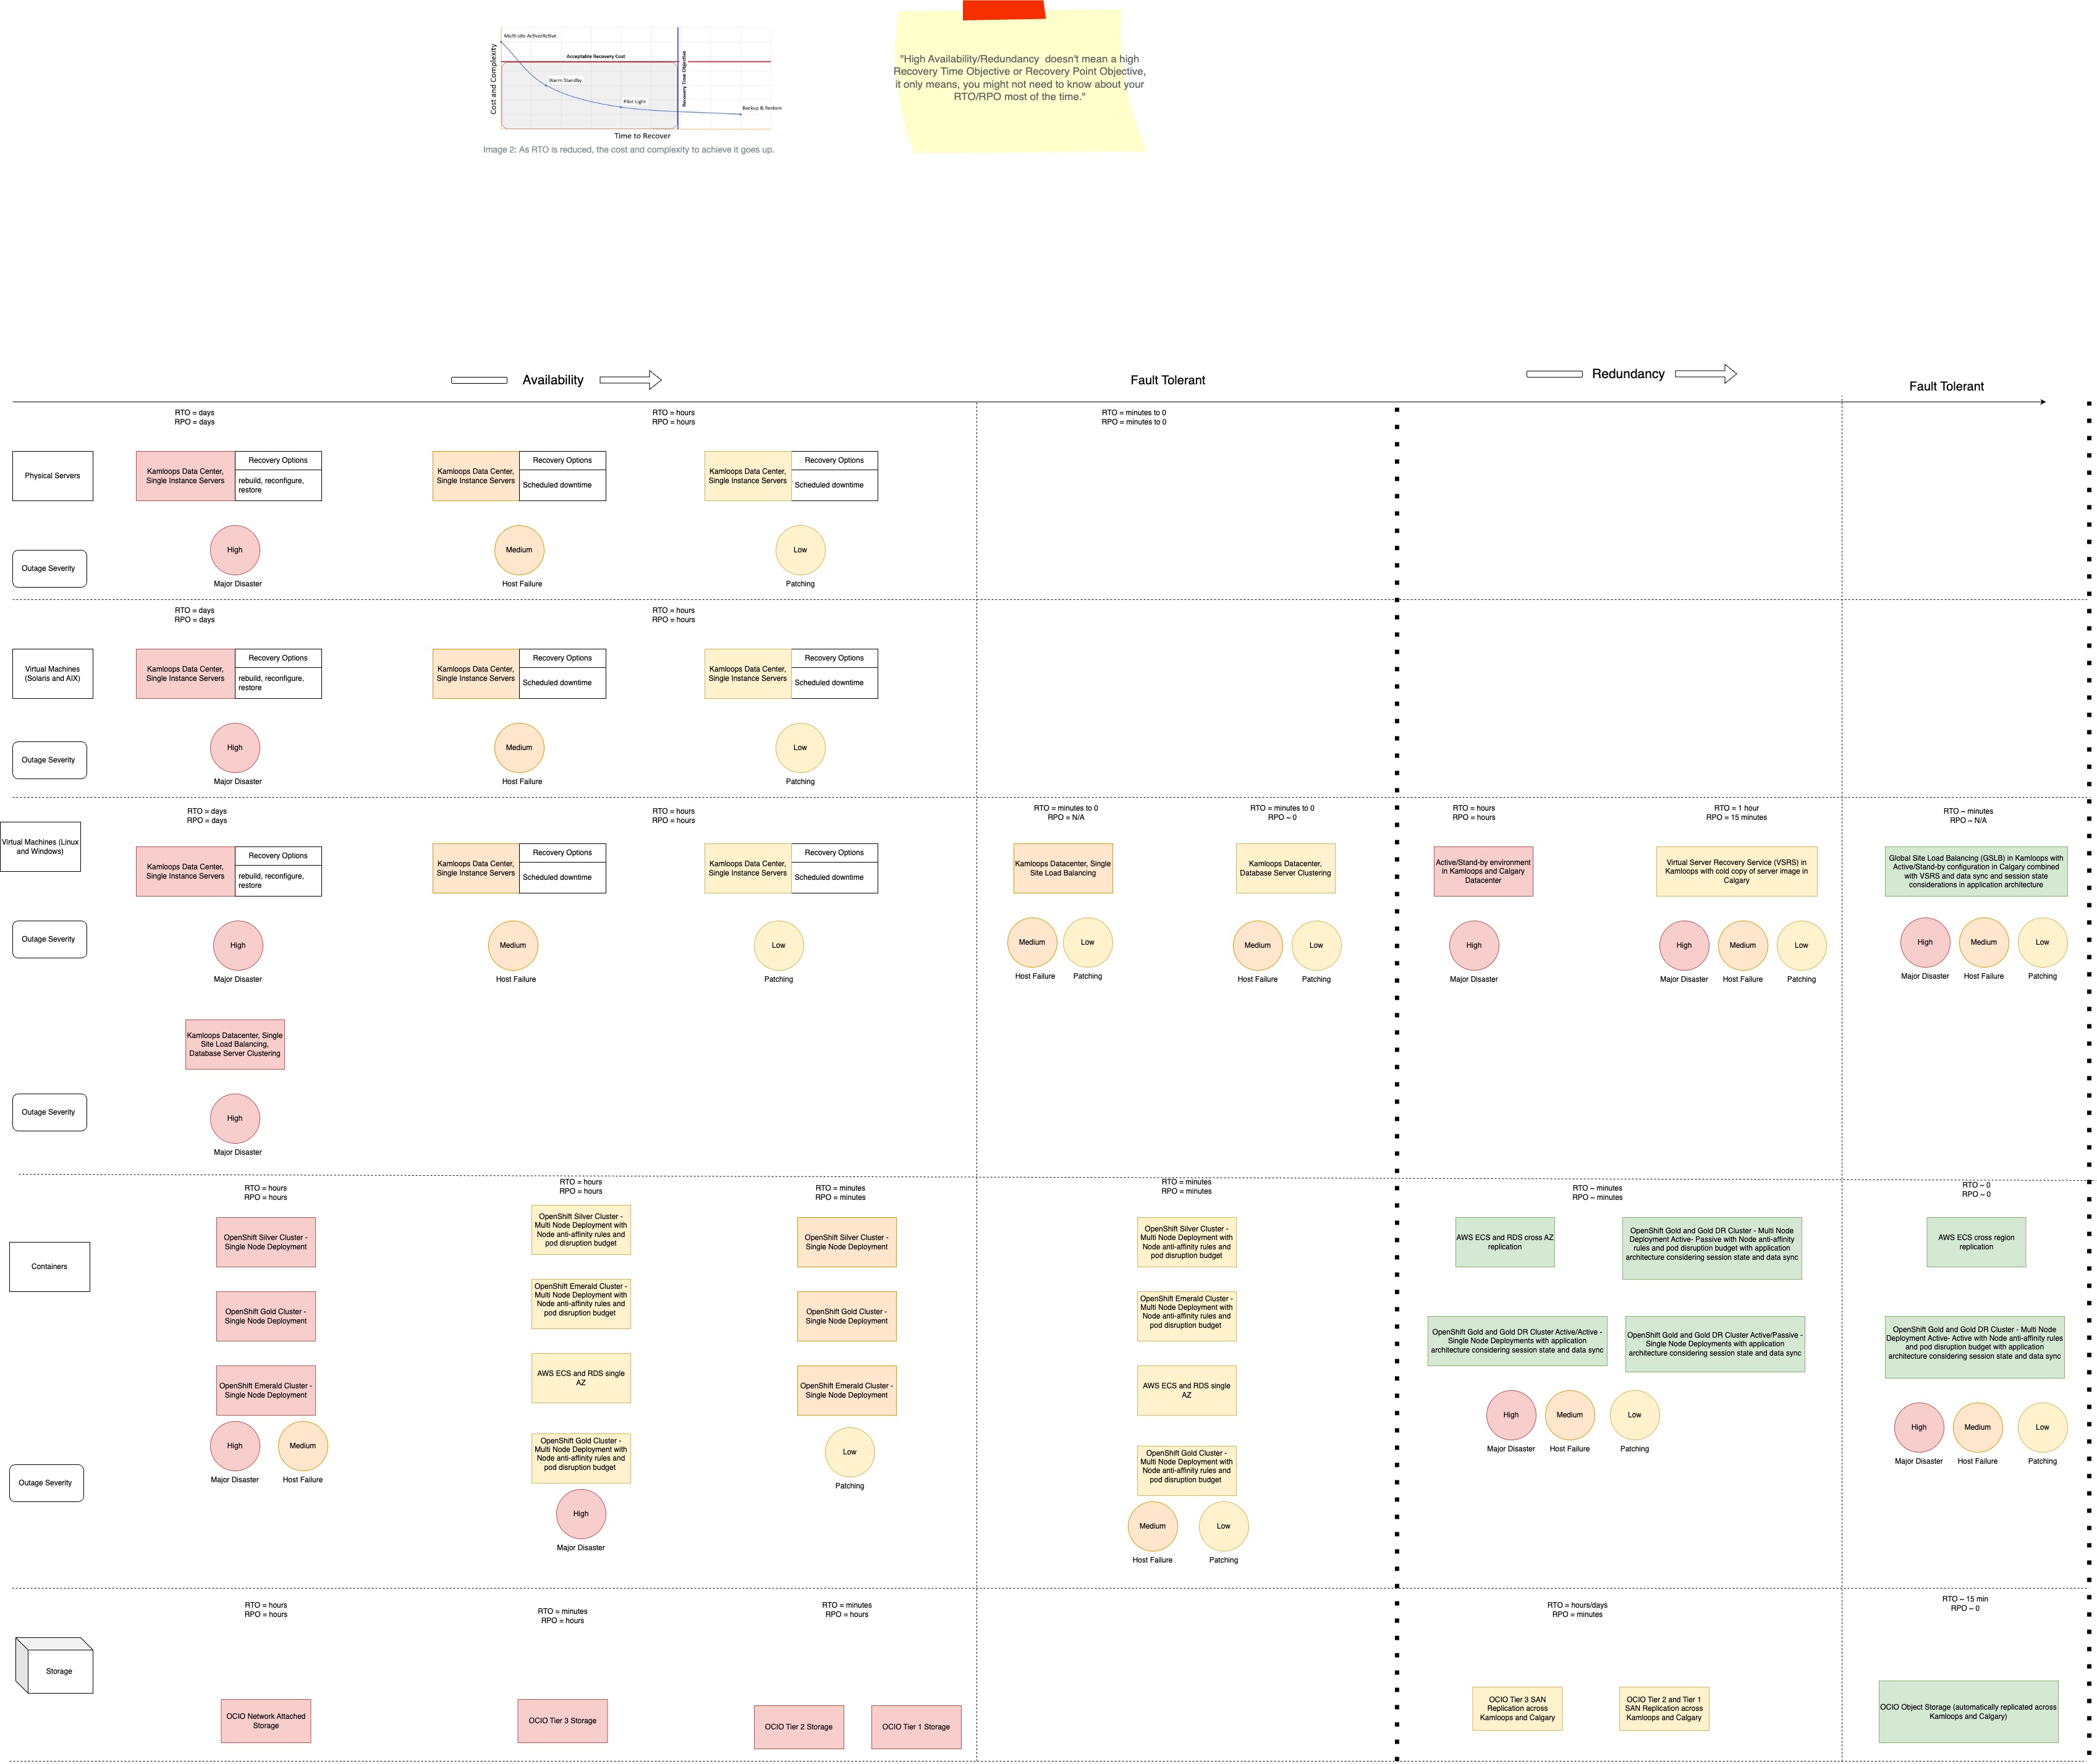 Multi-site Active/Active
Acceptable Recovery Cost
Warm Standby
Pilot Light
Backup & Restore
Cost and Complexity
Recovery Time Objective
Time to Recover
Image 2: As RTO is reduced, the cost and complexity to achieve it goes up.
"High Availability/Redundancy doesn't mean a high
Recovery Time Objective or Recovery Point Objective,
it only means, you might not need to know about your
RTO/RPO most of the time."
Availability
Fault Tolerant
Redundancy
Fault Tolerant
RTO = days
RPO = days
RTO = hours
RPO = hours
RTO = minutes to 0
RPO = minutes to 0
Physical Servers
Kamloops Data Center,
Single Instance Servers
Recovery Options
rebuild, reconfigure,
restore
Kamloops Data Center,
Single Instance Servers
Recovery Options
Scheduled downtime
Kamloops Data Center,
Single Instance Servers
Recovery Options
Scheduled downtime
Outage Severity
High
Major Disaster
Medium
Host Failure
Low
Patching
RTO = days
RPO = days
RTO = hours
RPO = hours
Virtual Machines
(Solaris and AIX)
Kamloops Data Center,
Single Instance Servers
Recovery Options
rebuild, reconfigure,
restore
Kamloops Data Center,
Single Instance Servers
Recovery Options
Scheduled downtime
Kamloops Data Center,
Single Instance Servers
Recovery Options
Scheduled downtime
Outage Severity
High
Major Disaster
Medium
Host Failure
Low
Patching
RTO = days
RPO = days
RTO = hours
RPO = hours
RTO = minutes to 0
RPO = N/A
RTO = minutes to 0
RPO ~ 0
RTO = hours
RPO = hours
RTO = 1 hour
RPO = 15 minutes
RTO ~ minutes
RPO ~ N/A
Virtual Machines (Linux
and Windows)
Kamloops Data Center,
Single Instance Servers
Recovery Options
rebuild, reconfigure,
restore
Kamloops Data Center,
Single Instance Servers
Recovery Options
Scheduled downtime
Kamloops Data Center,
Single Instance Servers
Recovery Options
Scheduled downtime
Kamloops Datacenter, Single
Site Load Balancing
Kamloops Datacenter,
Database Server Clustering
Active/Stand-by environment
in Kamloops and Calgary
Datacenter
Virtual Server Recovery Service (VSRS) in
Kamloops with cold copy of server image in
Calgary
Global Site Load Balancing (GSLB) in Kamloops with
Active/Stand-by configuration in Calgary combined
with VSRS and data sync and session state
considerations in application architecture
Outage Severity
High
Major Disaster
Medium
Host Failure
Low
Patching
Medium
Host Failure
Low
Patching
Medium
Host Failure
Low
Patching
High
Major Disaster
High
Major Disaster
Medium
Host Failure
Low
Patching
High
Major Disaster
Medium
Host Failure
Low
Patching
Kamloops Datacenter, Single
Site Load Balancing,
Database Server Clustering
Outage Severity
High
Major Disaster
RTO = hours
RPO = hours
RTO = hours
RPO = hours
RTO = minutes
RPO = minutes
RTO = minutes
RPO = minutes
RTO ~ minutes
RPO ~ minutes
RTO ~ 0
RPO ~ 0
Containers
OpenShift Silver Cluster -
Single Node Deployment
OpenShift Gold Cluster -
Single Node Deployment
OpenShift Emerald Cluster -
Single Node Deployment
High
Major Disaster
Medium
Host Failure
OpenShift Silver Cluster -
Multi Node Deployment with
Node anti-affinity rules and
pod disruption budget
OpenShift Emerald Cluster -
Multi Node Deployment with
Node anti-affinity rules and
pod disruption budget
AWS ECS and RDS single
AZ
OpenShift Gold Cluster -
Multi Node Deployment with
Node anti-affinity rules and
pod disruption budget
High
Major Disaster
OpenShift Silver Cluster -
Single Node Deployment
OpenShift Gold Cluster -
Single Node Deployment
OpenShift Emerald Cluster -
Single Node Deployment
Low
Patching
OpenShift Silver Cluster -
Multi Node Deployment with
Node anti-affinity rules and
pod disruption budget
OpenShift Emerald Cluster -
Multi Node Deployment with
Node anti-affinity rules and
pod disruption budget
AWS ECS and RDS single
AZ
OpenShift Gold Cluster -
Multi Node Deployment with
Node anti-affinity rules and
pod disruption budget
Medium
Host Failure
Low
Patching
AWS ECS and RDS cross AZ
replication
OpenShift Gold and Gold DR Cluster - Multi Node
Deployment Active- Passive with Node anti-affinity
rules and pod disruption budget with application
architecture considering session state and data sync
OpenShift Gold and Gold DR Cluster Active/Active -
Single Node Deployments with application
architecture considering session state and data sync
OpenShift Gold and Gold DR Cluster Active/Passive -
Single Node Deployments with application
architecture considering session state and data sync
High
Major Disaster
Medium
Host Failure
Low
Patching
AWS ECS cross region
replication
OpenShift Gold and Gold DR Cluster - Multi Node
Deployment Active- Active with Node anti-affinity rules
and pod disruption budget with application
architecture considering session state and data sync
High
Major Disaster
Medium
Host Failure
Low
Patching
Outage Severity
RTO = hours
RPO = hours
RTO = minutes
RPO = hours
RTO = minutes
RPO = hours
RTO = hours/days
RPO = minutes
RTO ~ 15 min
RPO ~ 0
Storage
OCIO Network Attached
Storage
OCIO Tier 3 Storage
OCIO Tier 2 Storage
OCIO Tier 1 Storage
OCIO Tier 3 SAN
Replication across
Kamloops and Calgary
OCIO Tier 2 and Tier 1
SAN Replication across
Kamloops and Calgary
OCIO Object Storage (automatically replicated across
Kamloops and Calgary)